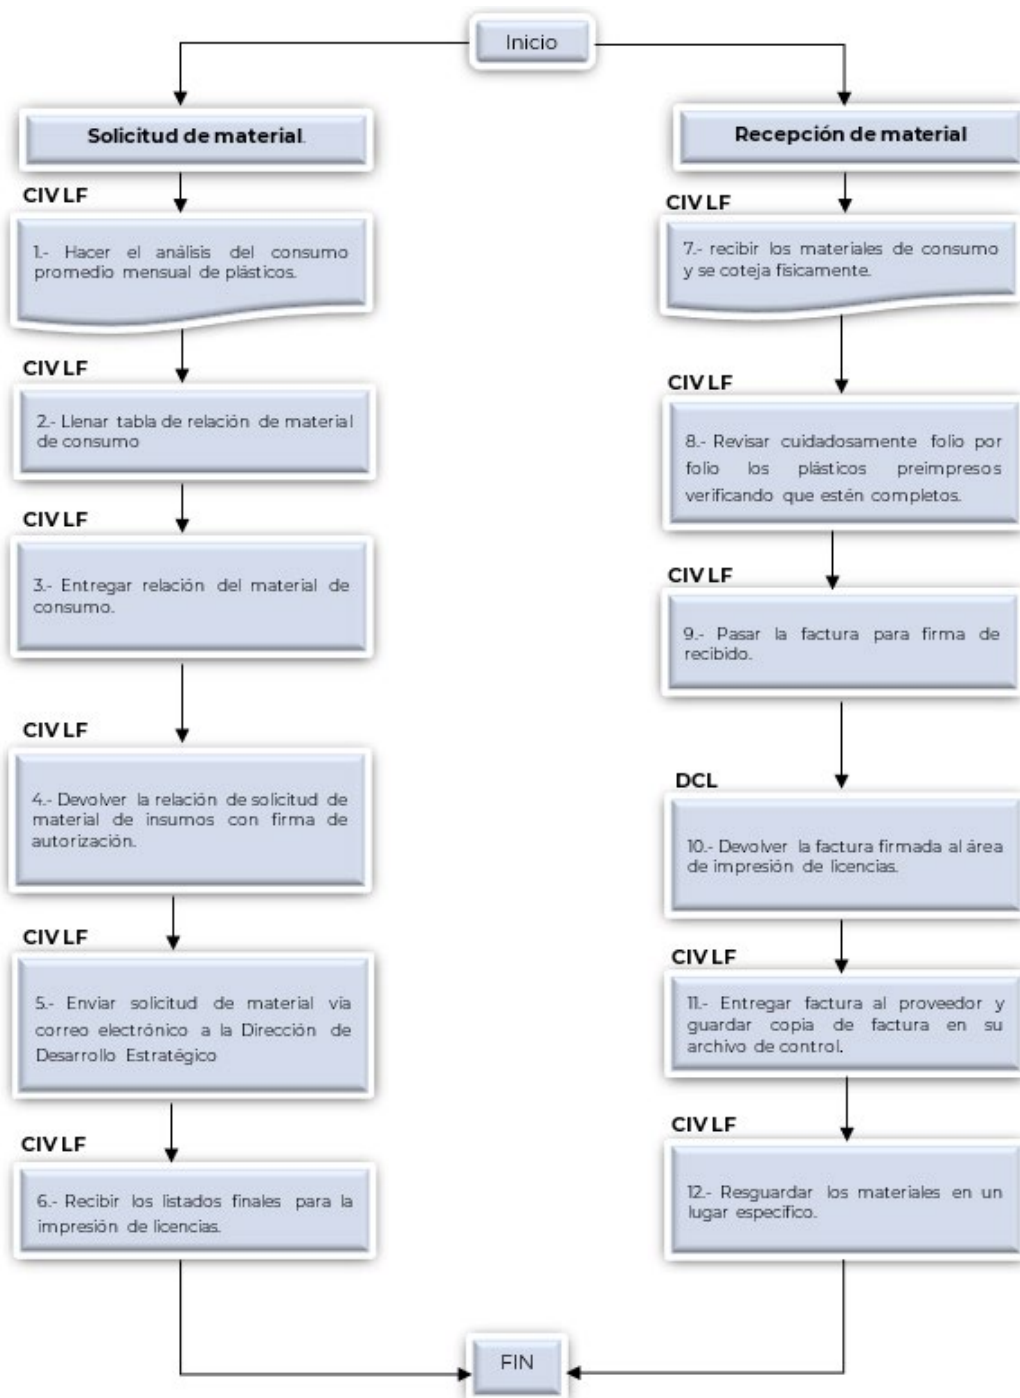 Inicio
Solicitud de material.
CIV LF
1.- Hacer el análisis del consumo
promedio mensual de plásticos.
CIV LF
2.- Llenar tabla de relación de material
de consumo
CIV LF
3.- Entregar relación del material de
consumo.
CIV LF
4.- Devolver la relación de solicitud de
material de insumos con firma de
autorización.
CIV LF
5.- Enviar solicitud de material vía
correo electrónico a la Dirección de
Desarrollo Estratégico
CIV LF
6.- Recibir los listados finales para la
impresión de licencias.
Recepción de material
CIV LF
7.- recibir los materiales de consumo
y se coteja físicamente.
CIV LF
8.- Revisar cuidadosamente folio por
folio los plásticos preimpresos
verificando que estén completos.
CIV LF
9.- Pasar la factura para firma de
recibido.
DCL
10.- Devolver la factura firmada al área
de impresión de licencias.
CIV LF
11.- Entregar factura al proveedor y
guardar copia de factura en su
archivo de control.
CIV LF
12.- Resguardar los materiales en un
lugar específico.
FIN